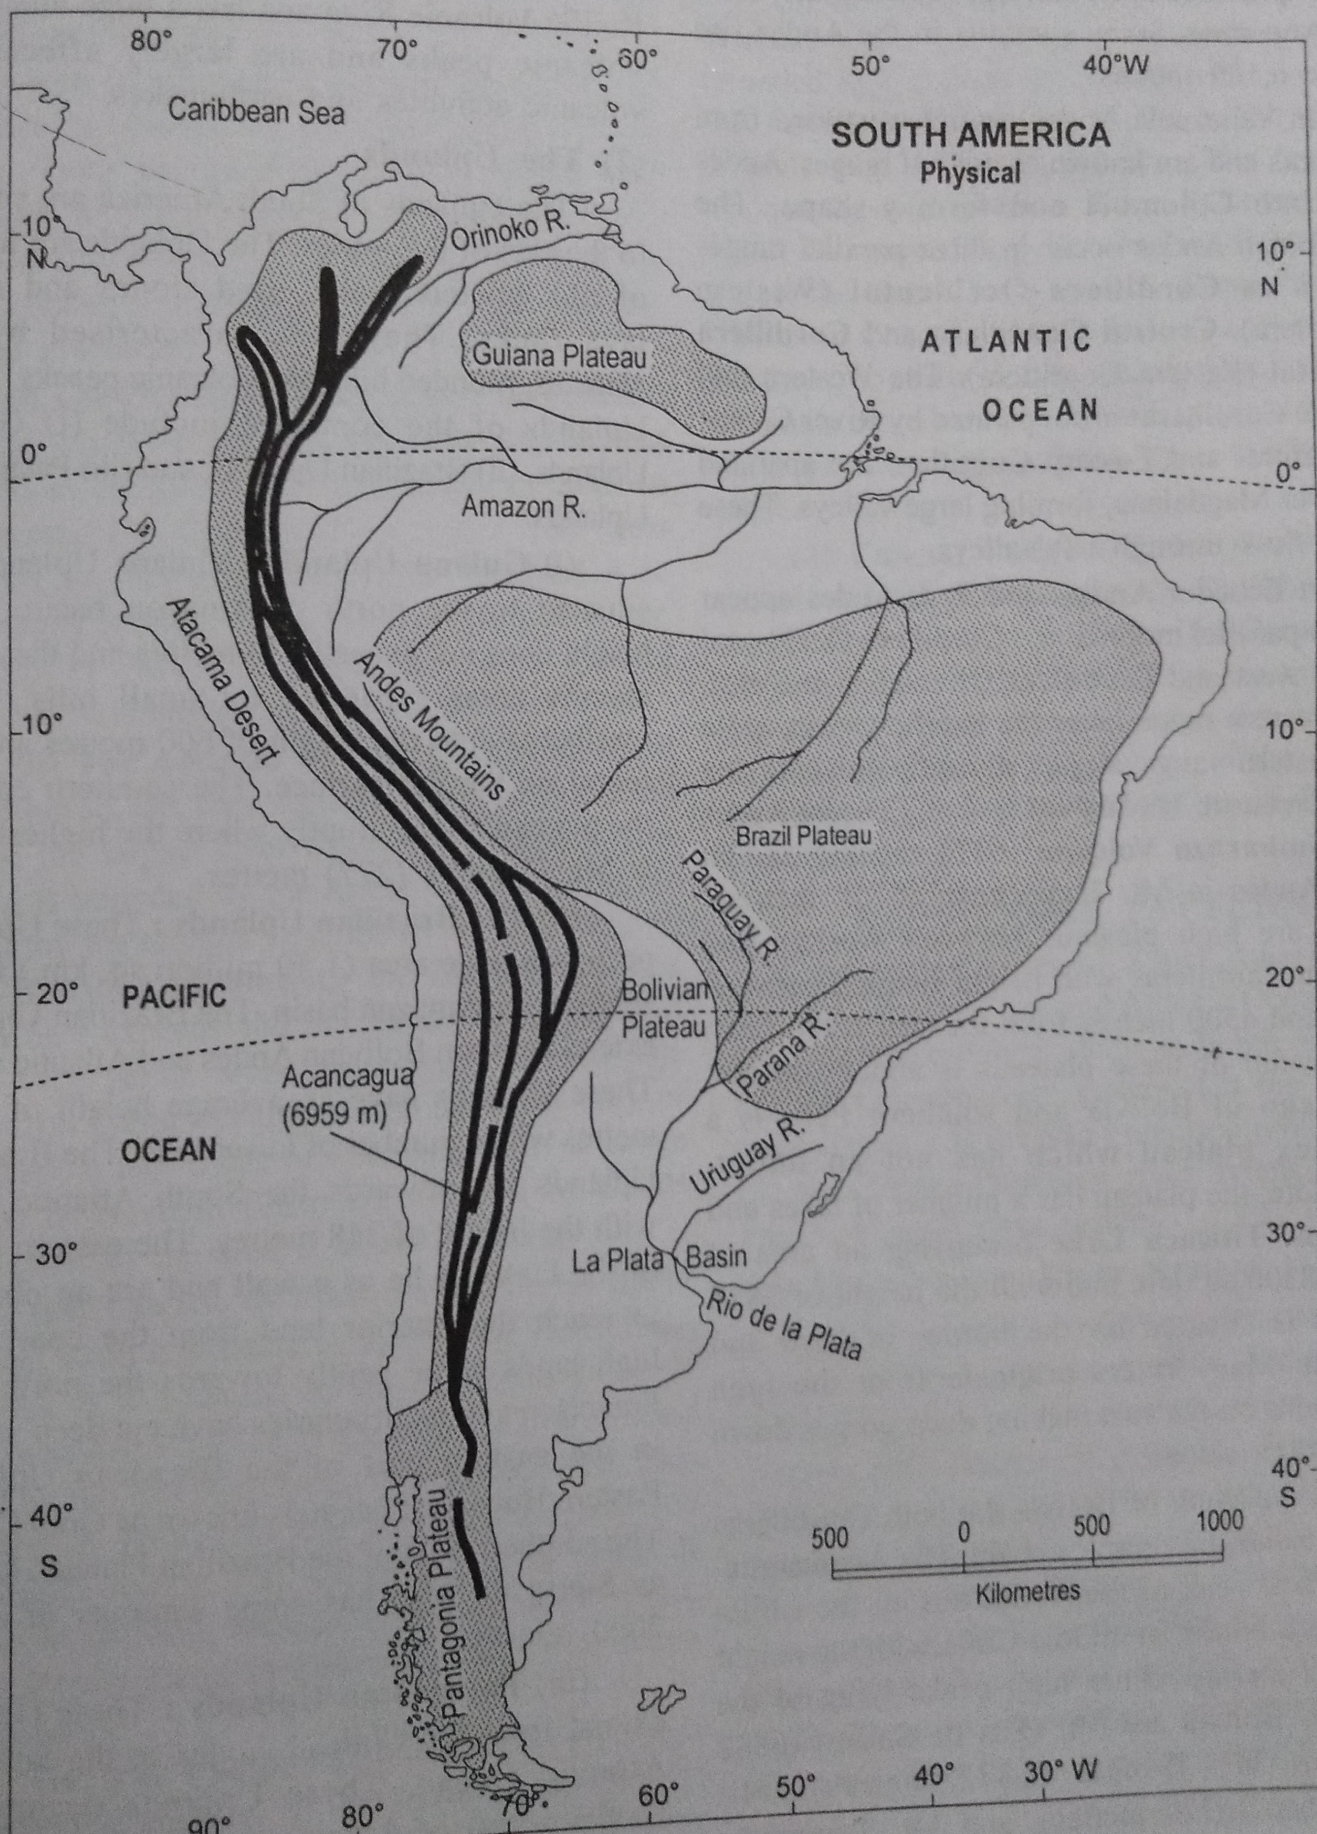 80°
70°
60°
50°
40°W
Caribbean Sea
SOUTH AMERICA
Physical
10°
N
Orinoko R.
10°
N
Guiana Plateau
ATLANTIC
OCEAN
0°
0°
Amazon R.
Atacama Desert
Andes Mountains
10°
10°
Brazil Plateau
Paraguay R
20°
PACIFIC
Bolivian
Plateau
20°
Parana R.
Acancagua
(6959 m)
OCEAN
Uruguay R.
30°
La Plata Basin
30°
Rio de la Plata
40°
S
40°
S
Pantagonia Plateau
500
0
500
1000
Kilometres
90°
80°
70°
60°
50°
40°
30° W